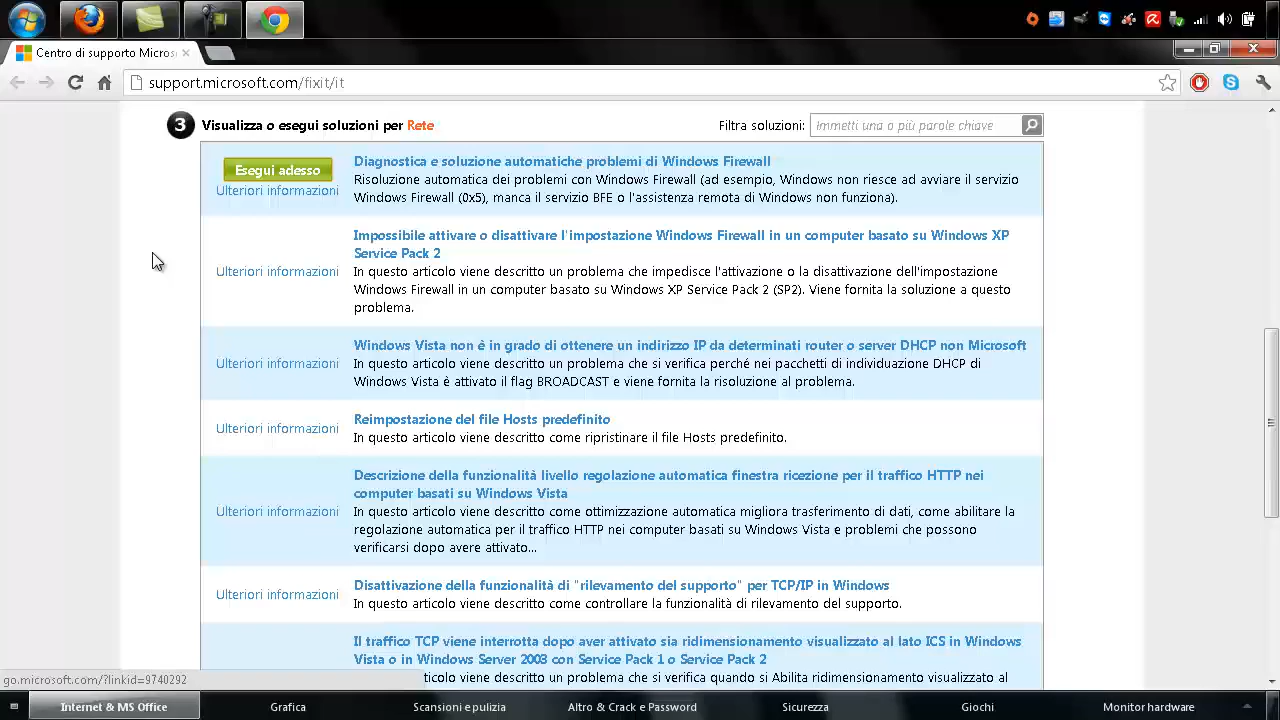 Centro di supporto Micros
support.microsoft.com/fixit/it
3 Visualizza o esegui soluzioni per Rete
Filtra soluzioni: Immetti una o più parole chiave
Esegui adesso
Ulteriori informazioni
Diagnostica e soluzione automatiche problemi di Windows Firewall
Risoluzione automatica dei problemi con Windows Firewall (ad esempio, Windows non riesce ad avviare il servizio
Windows Firewall (0x5), manca il servizio BFE o l'assistenza remota di Windows non funziona).
Ulteriori informazioni
Impossibile attivare o disattivare l'impostazione Windows Firewall in un computer basato su Windows XP
Service Pack 2
In questo articolo viene descritto un problema che impedisce l'attivazione o la disattivazione dell'impostazione
Windows Firewall in un computer basato su Windows XP Service Pack 2 (SP2). Viene fornita la soluzione a questo
problema.
Ulteriori informazioni
Windows Vista non è in grado di ottenere un indirizzo IP da determinati router o server DHCP non Microsoft
In questo articolo viene descritto un problema che si verifica perché nei pacchetti di individuazione DHCP di
Windows Vista è attivato il flag BROADCAST e viene fornita la risoluzione al problema.
Ulteriori informazioni
Reimpostazione del file Hosts predefinito
In questo articolo viene descritto come ripristinare il file Hosts predefinito.
Ulteriori informazioni
Descrizione della funzionalità livello regolazione automatica finestra ricezione per il traffico HTTP nei
computer basati su Windows Vista
In questo articolo viene descritto come ottimizzazione automatica migliora trasferimento di dati, come abilitare la
regolazione automatica per il traffico HTTP nei computer basati su Windows Vista e problemi che possono
verificarsi dopo avere attivato...
Ulteriori informazioni
Disattivazione della funzionalità di "rilevamento del supporto" per TCP/IP in Windows
In questo articolo viene descritto come controllare la funzionalità di rilevamento del supporto.
Il traffico TCP viene interrotta dopo aver attivato sia ridimensionamento visualizzato al lato ICS in Windows
Vista o in Windows Server 2003 con Service Pack 1 o Service Pack 2
ticolo viene descritto un problema che si verifica quando si Abilita ridimensionamento visualizzato al
go.microsoft.com/?linkid=9740292
Internet & MS Office
Grafica
Scansioni e pulizia
Altro & Crack e Password
Sicurezza
Giochi
Monitor hardware